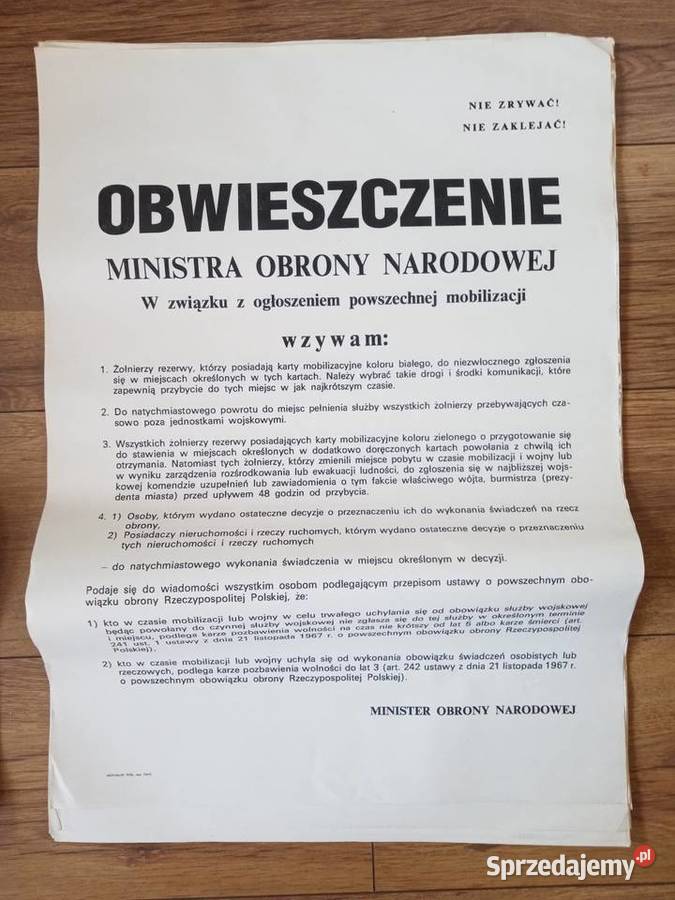 NIE ZRYWAĆ!
NIE ZAKLEJAĆ!
OBWIESZCZENIE
MINISTRA OBRONY NARODOWEJ
W związku z ogłoszeniem powszechnej mobilizacji
wzywam:
1. Żołnierzy rezerwy, którzy posiadają karty mobilizacyjne koloru białego, do niezwłocznego zgłoszenia
się w miejscach określonych w tych kartach. Należy wybrać takie drogi i środki komunikacji, które
zapewnią przybycie do tych miejsc w jak najkrótszym czasie.
2. Do natychmiastowego powrotu do miejsc pełnienia służby wszystkich żołnierzy przebywających cza-
sowo poza jednostkami wojskowymi.
3. Wszystkich żołnierzy rezerwy posiadających karty mobilizacyjne koloru zielonego o przygotowanie się
do stawienia w miejscach określonych w dodatkowo doręczonych kartach powołania z chwilą ich
otrzymania. Natomiast tych żołnierzy, którzy zmienili miejsce pobytu w czasie mobilizacji i wojny lub
w wyniku zarządzenia rozśrodkowania lub ewakuacji ludności, do zgłoszenia się w najbliższej wojs-
kowej komendzie uzupełnień lub zawiadomienia o tym fakcie właściwego wójta, burmistrza (prezy-
denta miasta) przed upływem 48 godzin od przybycia.
4. 1) Osoby, którym wydano ostateczne decyzje o przeznaczeniu ich do wykonania świadczeń na rzecz
obrony,
2) Posiadaczy nieruchomości i rzeczy ruchomych, którym wydano ostateczne decyzje o przeznaczeniu
tych nieruchomości i rzeczy ruchomych
– do natychmiastowego wykonania świadczenia w miejscu określonym w decyzji.
Podaje się do wiadomości wszystkim osobom podlegającym przepisom ustawy o powszechnym obo-
wiązku obrony Rzeczypospolitej Polskiej, że:
1) kto w czasie mobilizacji lub wojny w celu trwałego uchylania się od obowiązku służby wojskowej
będąc powołany do czynnej służby wojskowej nie zgłasza się do tej służby w określonym terminie
i miejscu, podlega karze pozbawienia wolności na czas nie krószy od lat 5 albo karze śmierci (art.
241 ust. 1 ustawy z dnia 21 listopada 1967 r. o powszechnym obowiązku obrony Rzeczypospolitej
Polskiej).
2) kto w czasie mobilizacji lub wojny uchyla się od wykonania obowiązku świadczeń osobistych lub
rzeczowych, podlega karze pozbawienia wolności do lat 3 (art. 242 ustawy z dnia 21 listopada 1967 r.
o powszechnym obowiązku obrony Rzeczypospolitej Polskiej).
MINISTER OBRONY NARODOWEJ
Sprzedajemy.pl